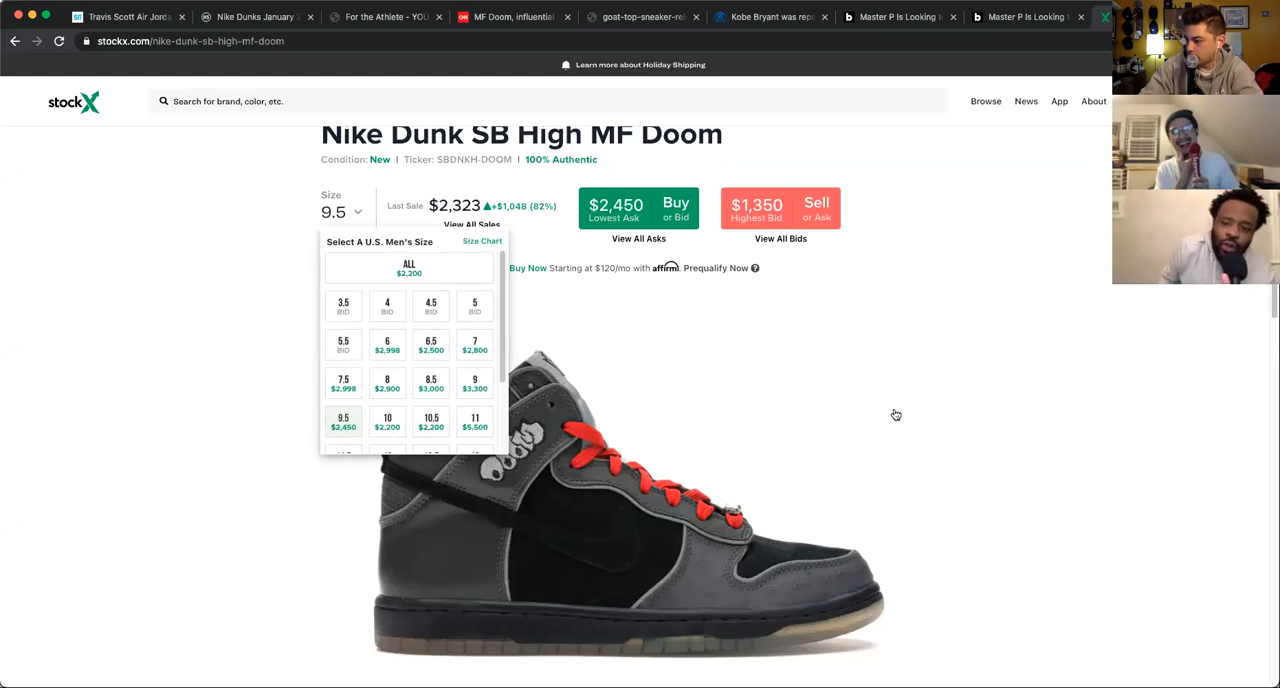 Travis Scott Air Jorda
Nike Dunks January 2
For the Athlete - YOU
MF Doom, influential
goat-top-sneaker-rel
Kobe Bryant was repo
Master P Is Looking to
Master P Is Looking t
stockx.com/nike-dunk-sb-high-mf-doom
Learn more about Holiday Shipping
stockX
Search for brand, color, etc.
Browse News App About
Nike Dunk SB High MF Doom
Condition: New | Ticker: SBDNKH-DOOM | 100% Authentic
Size
9.5
Last Sale $2,323 ▲+$1,048 (82%)
View All Sales
$2,450 Buy
Lowest Ask or Bid
View All Asks
$1,350 Sell
Highest Bid or Ask
View All Bids
Buy Now Starting at $120/mo with affirm. Prequalify Now ?
Select A U.S. Men's Size Size Chart
ALL
$2,200
3.5 4 4.5 5
BID BID BID BID
5.5 6 6.5 7
BID $2,998 $2,500 $2,800
7.5 8 8.5 9
$2,998 $2,900 $3,000 $3,300
9.5 10 10.5 11
$2,450 $2,200 $2,200 $5,500
DOOM